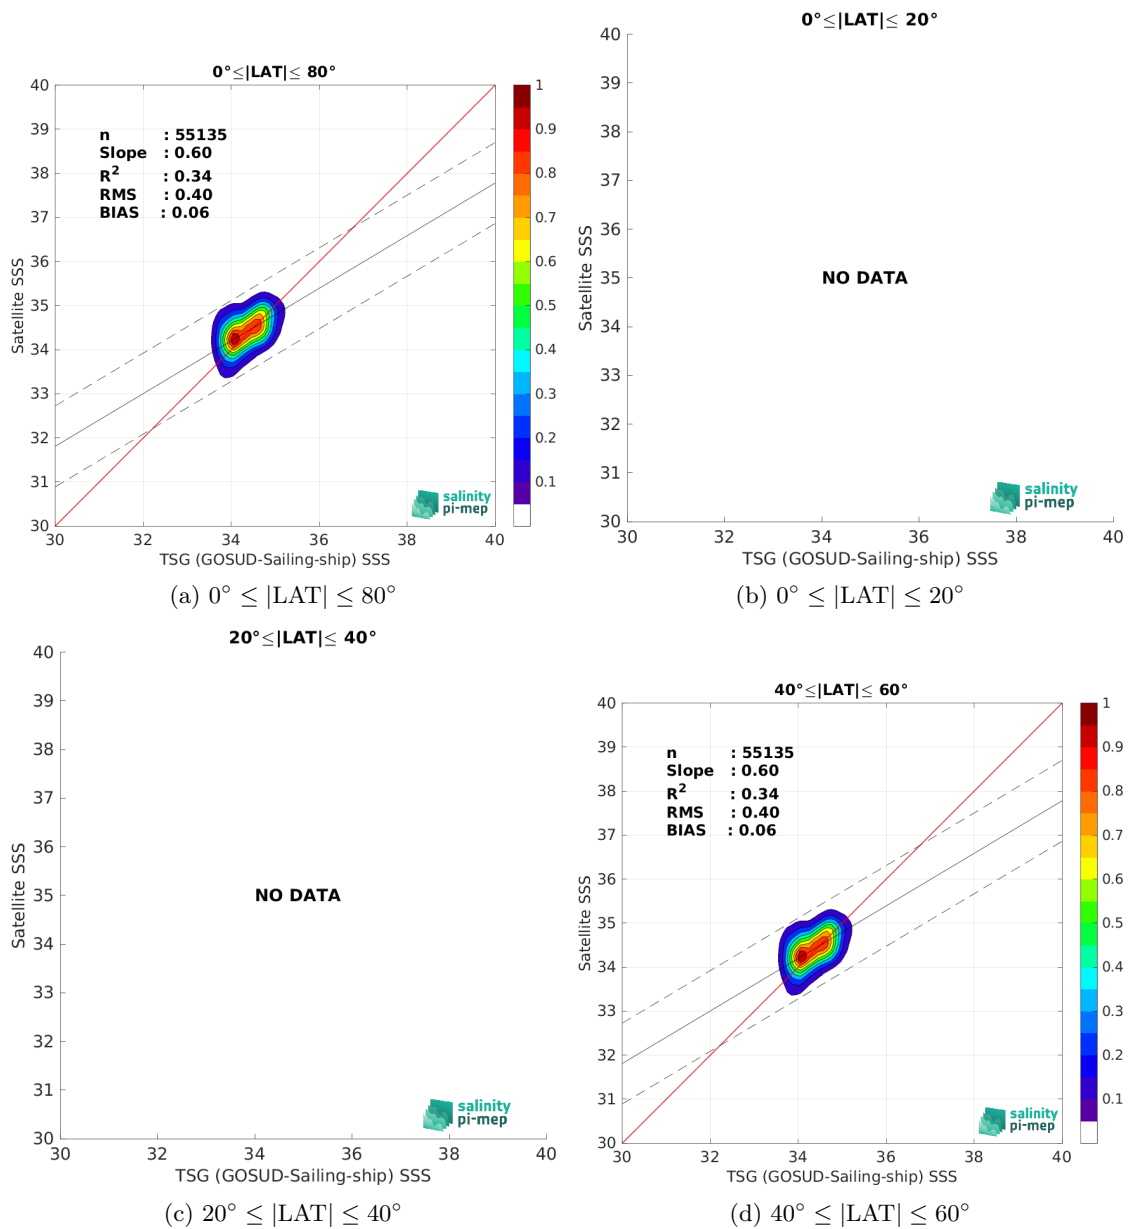 0°≤|LAT|≤ 80°
40
39
38
37
36
35
34
33
32
31
30
Satellite SSS
n : 55135
Slope : 0.60
R² : 0.34
RMS : 0.40
BIAS : 0.06
salinity
pi-mep
30 32 34 36 38 40
TSG (GOSUD-Sailing-ship) SSS
1
0.9
0.8
0.7
0.6
0.5
0.4
0.3
0.2
0.1
(a) 0° ≤ |LAT| ≤ 80°
0°≤|LAT|≤ 20°
40
39
38
37
36
35
34
33
32
31
30
Satellite SSS
NO DATA
salinity
pi-mep
30 32 34 36 38 40
TSG (GOSUD-Sailing-ship) SSS
(b) 0° ≤ |LAT| ≤ 20°
20°≤|LAT|≤ 40°
40
39
38
37
36
35
34
33
32
31
30
Satellite SSS
NO DATA
salinity
pi-mep
30 32 34 36 38 40
TSG (GOSUD-Sailing-ship) SSS
(c) 20° ≤ |LAT| ≤ 40°
40°≤|LAT|≤ 60°
40
39
38
37
36
35
34
33
32
31
30
Satellite SSS
n : 55135
Slope : 0.60
R² : 0.34
RMS : 0.40
BIAS : 0.06
salinity
pi-mep
30 32 34 36 38 40
TSG (GOSUD-Sailing-ship) SSS
1
0.9
0.8
0.7
0.6
0.5
0.4
0.3
0.2
0.1
(d) 40° ≤ |LAT| ≤ 60°